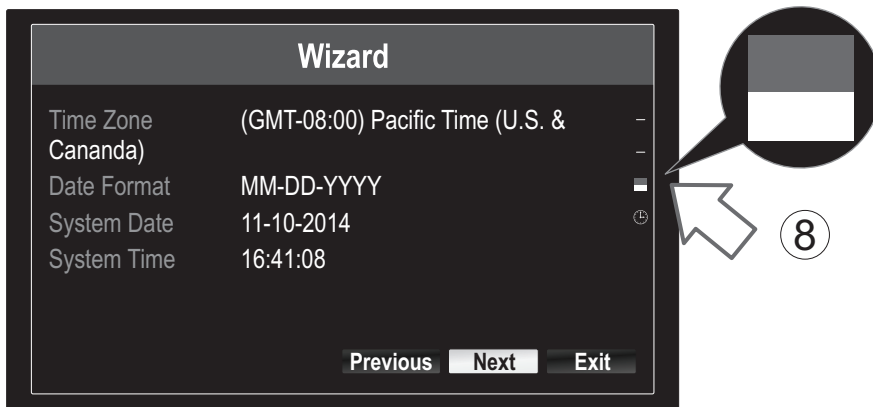 Wizard
Time Zone (GMT-08:00) Pacific Time (U.S. &
Cananda)
Date Format MM-DD-YYYY
System Date 11-10-2014
System Time 16:41:08
Previous Next Exit
8